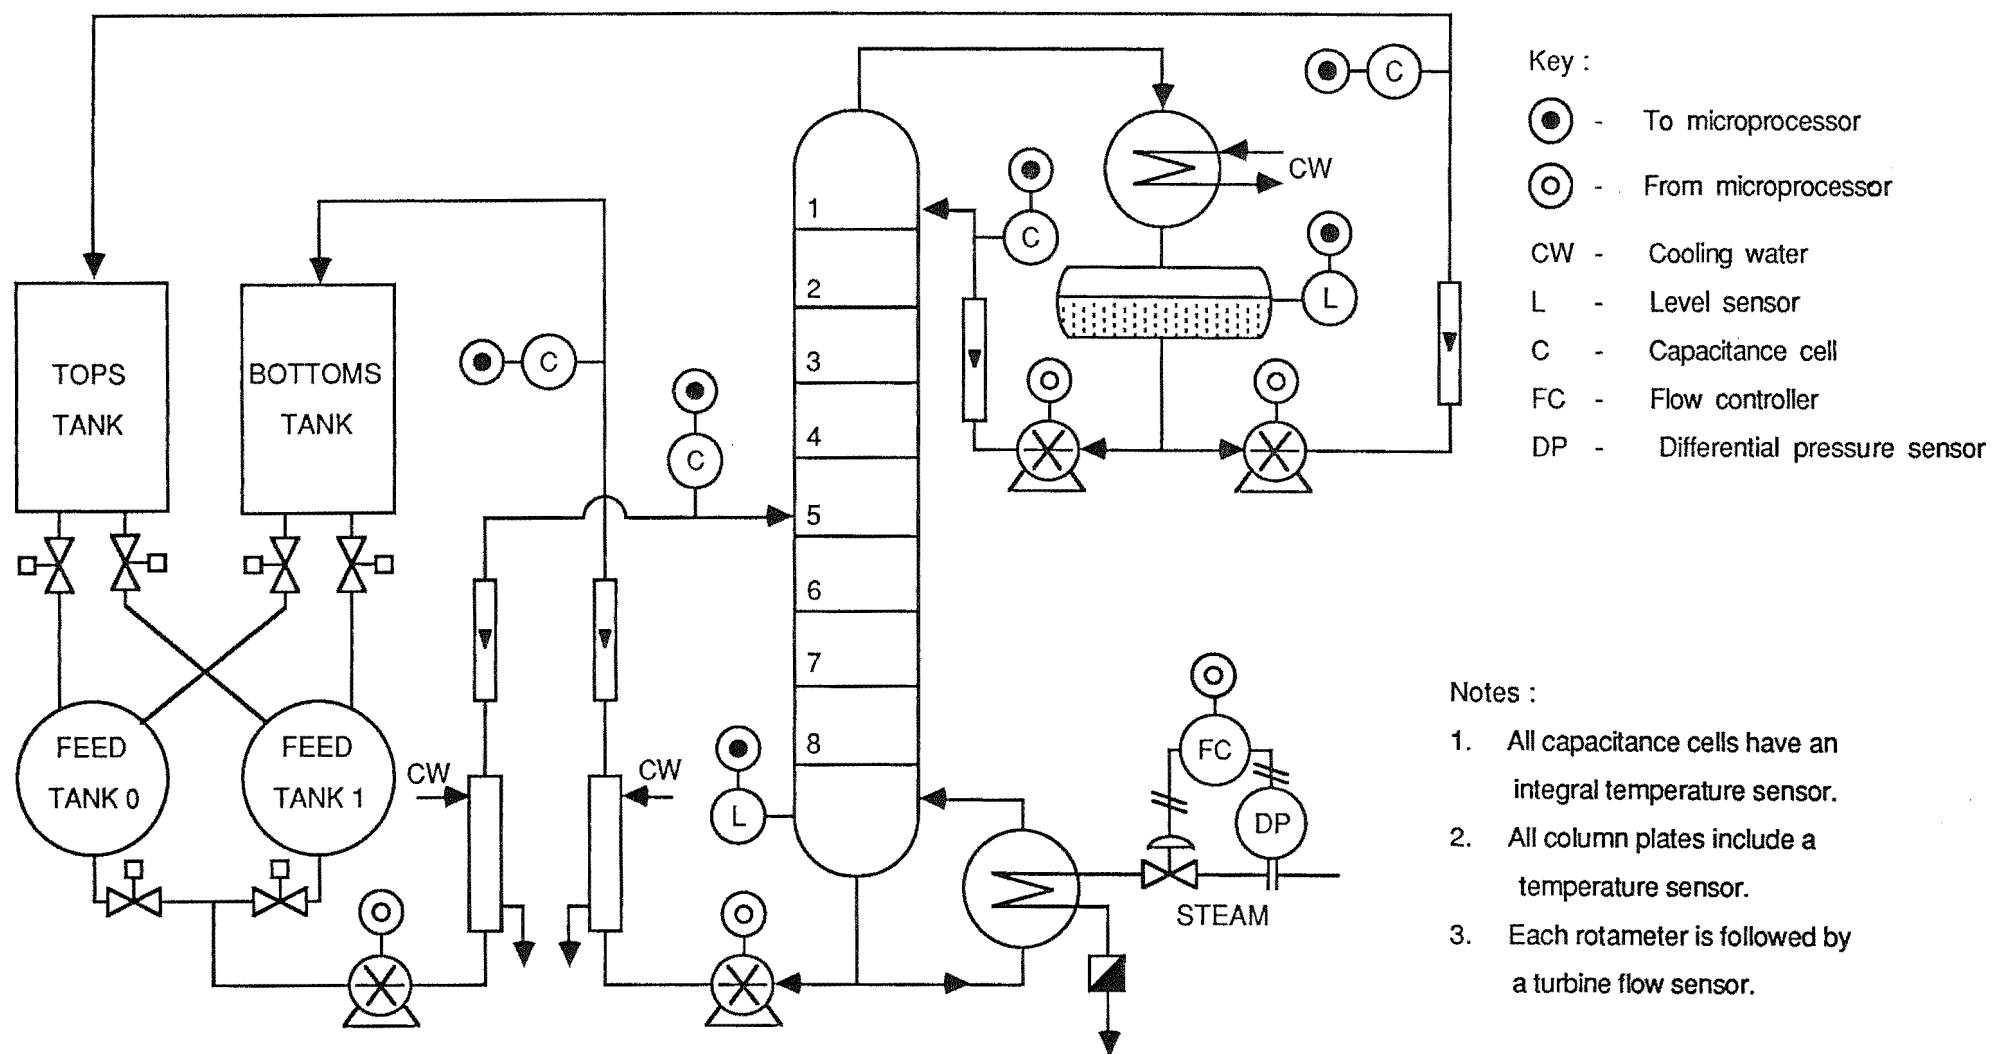 Key :
To microprocessor
From microprocessor
CW - Cooling water
L - Level sensor
C - Capacitance cell
FC - Flow controller
DP - Differential pressure sensor
C
CW
1
C
L
2
TOPS
TANK
BOTTOMS
TANK
C
3
C
4
5
6
7
8
FEED
TANK 0
FEED
TANK 1
CW
CW
L
FC
DP
STEAM
Notes :
1. All capacitance cells have an
integral temperature sensor.
2. All column plates include a
temperature sensor.
3. Each rotameter is followed by
a turbine flow sensor.